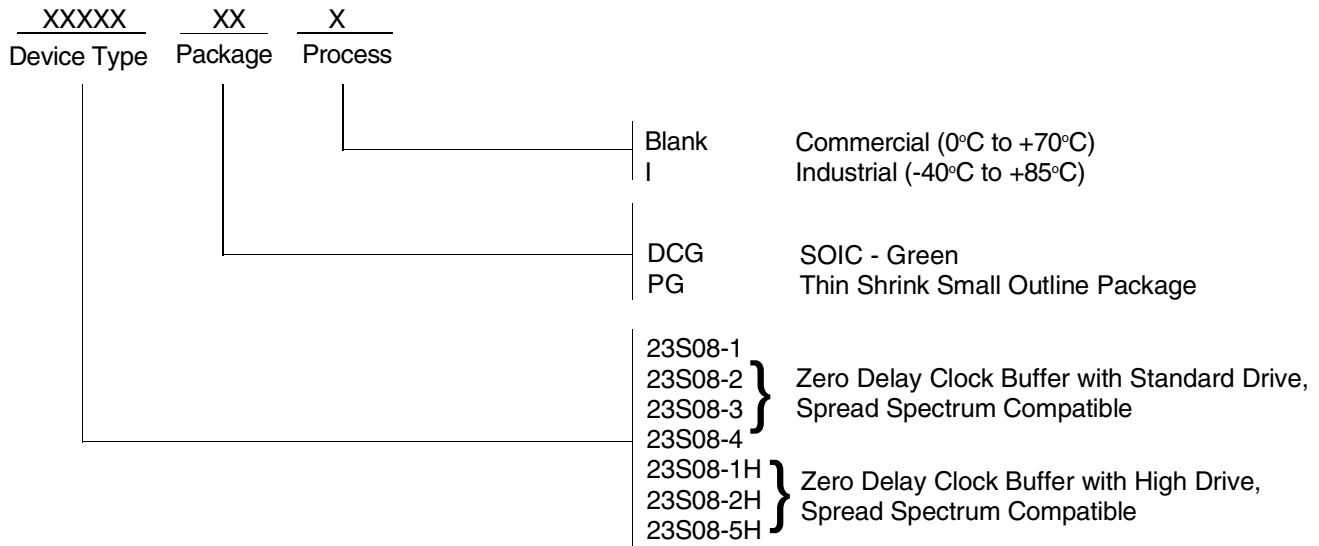 XXXXX XX X
Device Type Package Process
Blank Commercial (0°C to +70°C)
I Industrial (-40°C to +85°C)
DCG SOIC - Green
PG Thin Shrink Small Outline Package
23S08-1
23S08-2
23S08-3
23S08-4
} Zero Delay Clock Buffer with Standard Drive,
Spread Spectrum Compatible
23S08-1H
23S08-2H
23S08-5H
} Zero Delay Clock Buffer with High Drive,
Spread Spectrum Compatible